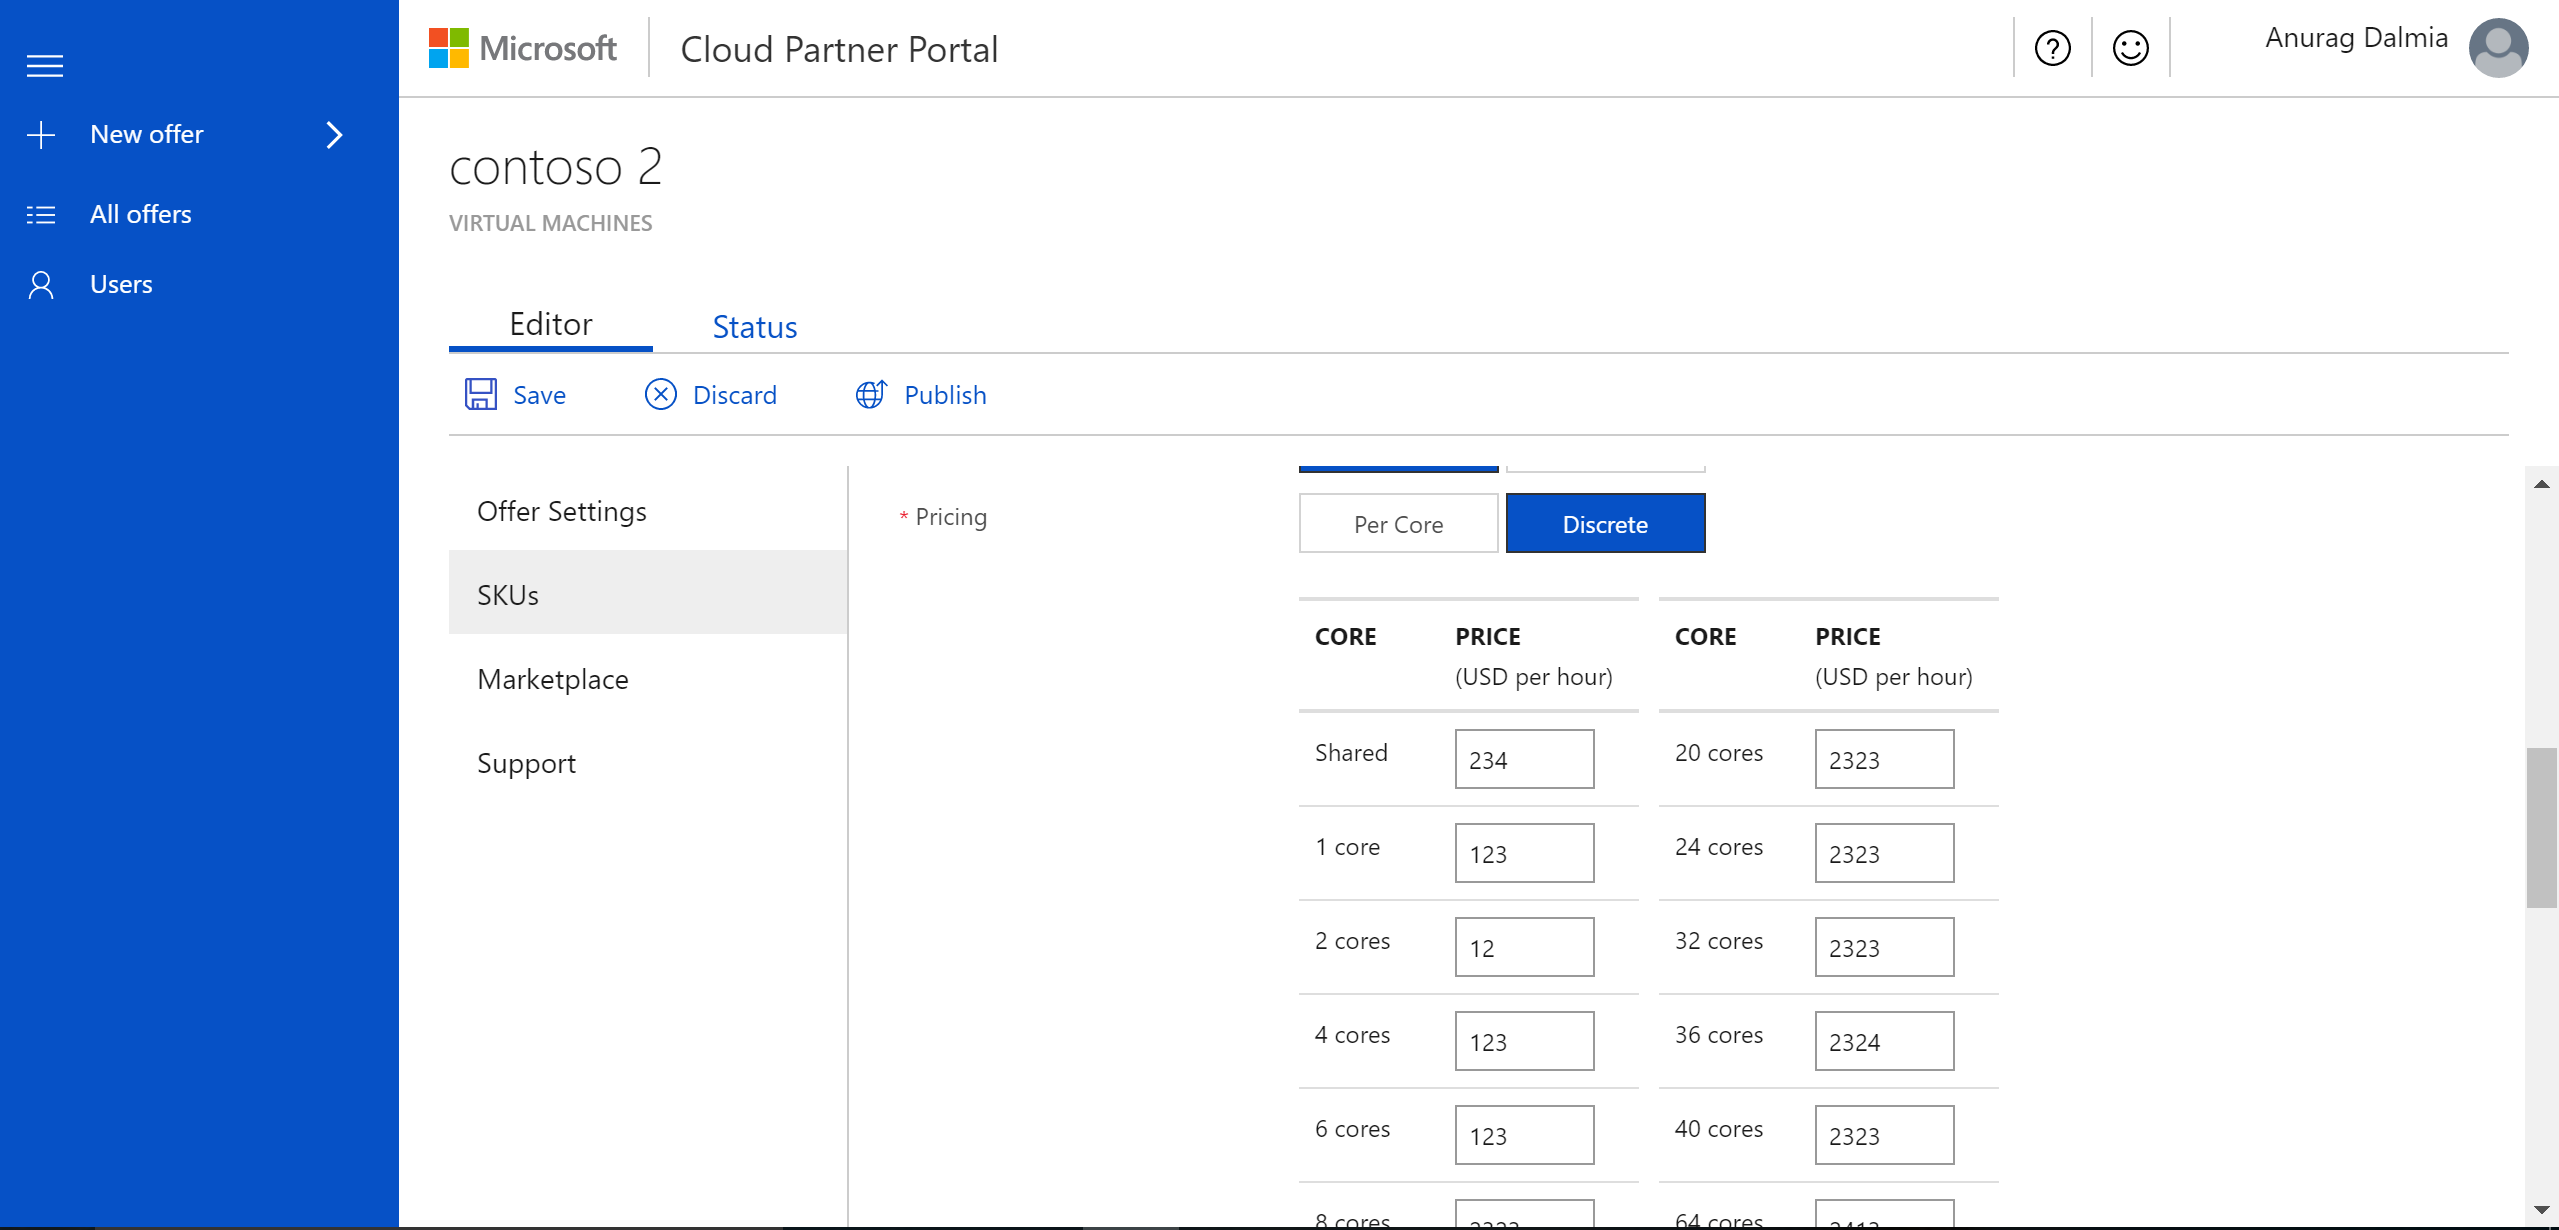 Microsoft
Cloud Partner Portal
Anurag Dalmia
New offer
All offers
Users
contoso 2
VIRTUAL MACHINES
Editor
Status
Save
Discard
Publish
Offer Settings
SKUs
Marketplace
Support
* Pricing
Per Core
Discrete
CORE PRICE CORE PRICE
(USD per hour) (USD per hour)
Shared 234 20 cores 2323
1 core 123 24 cores 2323
2 cores 12 32 cores 2323
4 cores 123 36 cores 2324
6 cores 123 40 cores 2323
8 cores 64 cores